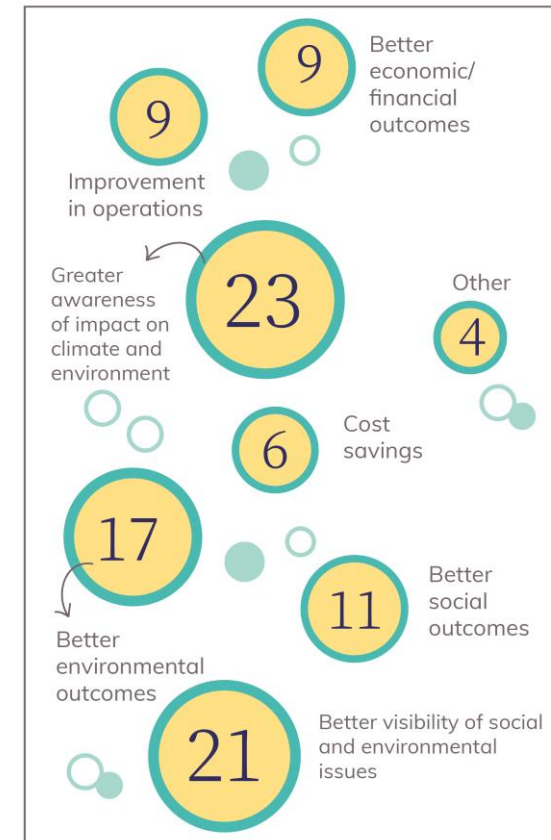 9
Better
economic/
financial
outcomes
9
Improvement
in operations
23
Greater
awareness
of impact on
climate and
environment
Other
4
6
Cost
savings
17
Better
environmental
outcomes
11
Better
social
outcomes
21
Better visibility of social
and environmental
issues